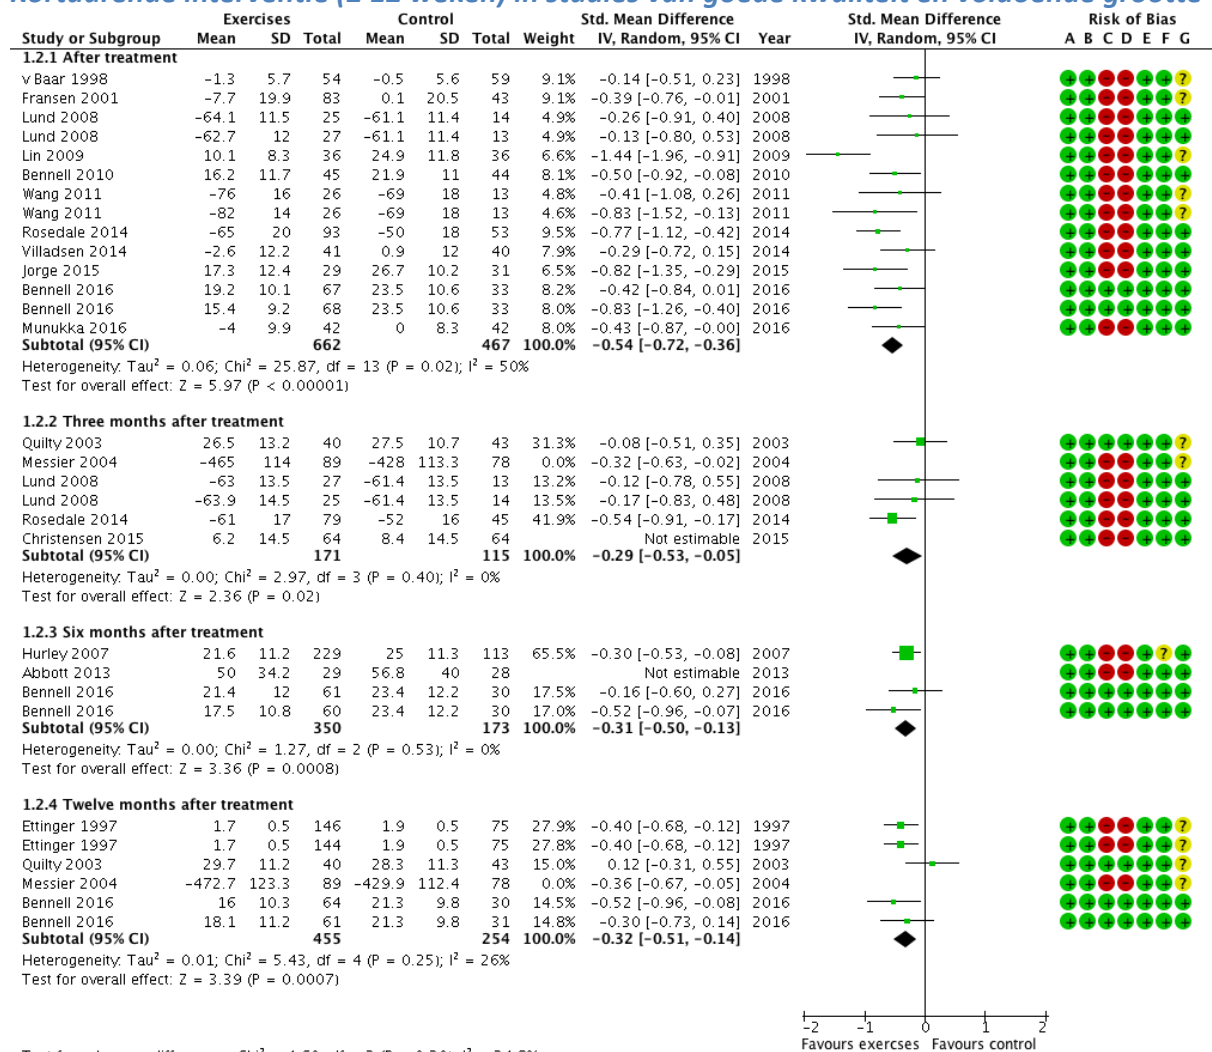 Exercises Control Std. Mean Difference Std. Mean Difference Risk of Bias
Study or Subgroup Mean SD Total Mean SD Total Weight IV, Random, 95% CI Year IV, Random, 95% CI A B C D E F G
1.2.1 After treatment
v Baar 1998 −1.3 5.7 54 −0.5 5.6 59 9.1% −0.14 [−0.51, 0.23] 1998 + + - - + + ?
Fransen 2001 −7.7 19.9 83 0.1 20.5 43 9.1% −0.39 [−0.76, −0.01] 2001 + + - - + + ?
Lund 2008 −64.1 11.5 25 −61.1 11.4 14 4.9% −0.26 [−0.91, 0.40] 2008 + + - - + + +
Lund 2008 −62.7 12 27 −61.1 11.4 13 4.9% −0.13 [−0.80, 0.53] 2008 + + - - + + +
Lin 2009 10.1 8.3 36 24.9 11.8 36 6.6% −1.44 [−1.96, −0.91] 2009 + + - - + + ?
Bennell 2010 16.2 11.7 45 21.9 11 44 8.1% −0.50 [−0.92, −0.08] 2010 + + - - + + +
Wang 2011 −76 16 26 −69 18 13 4.8% −0.41 [−1.08, 0.26] 2011 + + - - + + ?
Wang 2011 −82 14 26 −69 18 13 4.6% −0.83 [−1.52, −0.13] 2011 + + - - + + ?
Rosedale 2014 −65 20 93 −50 18 53 9.5% −0.77 [−1.12, −0.42] 2014 + + - - + + +
Villadsen 2014 −2.6 12.2 41 0.9 12 40 7.9% −0.29 [−0.72, 0.15] 2014 + + - - + + +
Jorge 2015 17.3 12.4 29 26.7 10.2 31 6.5% −0.82 [−1.35, −0.29] 2015 + + - - + + +
Bennell 2016 19.2 10.1 67 23.5 10.6 33 8.2% −0.42 [−0.84, 0.01] 2016 + + + + + + +
Bennell 2016 15.4 9.2 68 23.5 10.6 33 8.0% −0.83 [−1.26, −0.40] 2016 + + + + + + +
Munukka 2016 −4 9.9 42 0 8.3 42 8.0% −0.43 [−0.87, −0.00] 2016 + + - - + + +
Subtotal (95% CI) 662 467 100.0% −0.54 [−0.72, −0.36]
Heterogeneity: Tau² = 0.06; Chi² = 25.87, df = 13 (P = 0.02); I² = 50%
Test for overall effect: Z = 5.97 (P < 0.00001)
1.2.2 Three months after treatment
Quilty 2003 26.5 13.2 40 27.5 10.7 43 31.3% −0.08 [−0.51, 0.35] 2003 + + + + + + ?
Messier 2004 −465 114 89 −428 113.3 78 0.0% −0.32 [−0.63, −0.02] 2004 + + - - + + ?
Lund 2008 −63 13.5 27 −61.4 13.5 13 13.2% −0.12 [−0.78, 0.55] 2008 + + - - + + +
Lund 2008 −63.9 14.5 25 −61.4 13.5 14 13.5% −0.17 [−0.83, 0.48] 2008 + + - - + + +
Rosedale 2014 −61 17 79 −52 16 45 41.9% −0.54 [−0.91, −0.17] 2014 + + - - + + +
Christensen 2015 6.2 14.5 64 8.4 14.5 64 Not estimable 2015 + + - - + + +
Subtotal (95% CI) 171 115 100.0% −0.29 [−0.53, −0.05]
Heterogeneity: Tau² = 0.00; Chi² = 2.97, df = 3 (P = 0.40); I² = 0%
Test for overall effect: Z = 2.36 (P = 0.02)
1.2.3 Six months after treatment
Hurley 2007 21.6 11.2 229 25 11.3 113 65.5% −0.30 [−0.53, −0.08] 2007 + + - - + ? +
Abbott 2013 50 34.2 29 56.8 40 28 Not estimable 2013 + + - - + + +
Bennell 2016 21.4 12 61 23.4 12.2 30 17.5% −0.16 [−0.60, 0.27] 2016 + + + + + + +
Bennell 2016 17.5 10.8 60 23.4 12.2 30 17.0% −0.52 [−0.96, −0.07] 2016 + + + + + + +
Subtotal (95% CI) 350 173 100.0% −0.31 [−0.50, −0.13]
Heterogeneity: Tau² = 0.00; Chi² = 1.27, df = 2 (P = 0.53); I² = 0%
Test for overall effect: Z = 3.36 (P = 0.0008)
1.2.4 Twelve months after treatment
Ettinger 1997 1.7 0.5 146 1.9 0.5 75 27.9% −0.40 [−0.68, −0.12] 1997 + + - - + + ?
Ettinger 1997 1.7 0.5 144 1.9 0.5 75 27.8% −0.40 [−0.68, −0.12] 1997 + + - - + + ?
Quilty 2003 29.7 11.2 40 28.3 11.3 43 15.0% 0.12 [−0.31, 0.55] 2003 + + + + + + ?
Messier 2004 −472.7 123.3 89 −429.9 112.4 78 0.0% −0.36 [−0.67, −0.05] 2004 + + - - + + ?
Bennell 2016 16 10.3 64 21.3 9.8 30 14.5% −0.52 [−0.96, −0.08] 2016 + + + + + + +
Bennell 2016 18.1 11.2 61 21.3 9.8 31 14.8% −0.30 [−0.73, 0.14] 2016 + + + + + + +
Subtotal (95% CI) 455 254 100.0% −0.32 [−0.51, −0.14]
Heterogeneity: Tau² = 0.01; Chi² = 5.43, df = 4 (P = 0.25); I² = 26%
Test for overall effect: Z = 3.39 (P = 0.0007)
−2 −1 0 1 2
Favours exercses Favours control